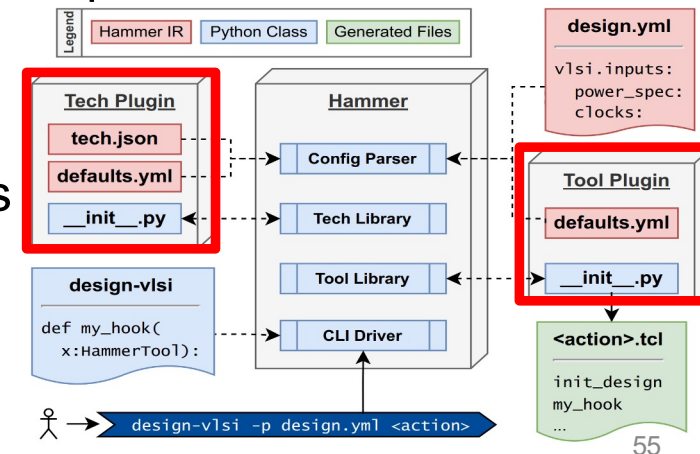 Legend
Hammer IR
Python Class
Generated Files
Tech Plugin
tech.json
defaults.yml
__init__.py
s
Hammer
Config Parser
Tech Library
Tool Library
CLI Driver
design.yml
vlsi.inputs:
power_spec:
clocks:
Tool Plugin
defaults.yml
__init__.py
design-vlsi
def my_hook(
x:HammerTool):
<action>.tcl
init_design
my_hook
...
design-vlsi -p design.yml <action>
55